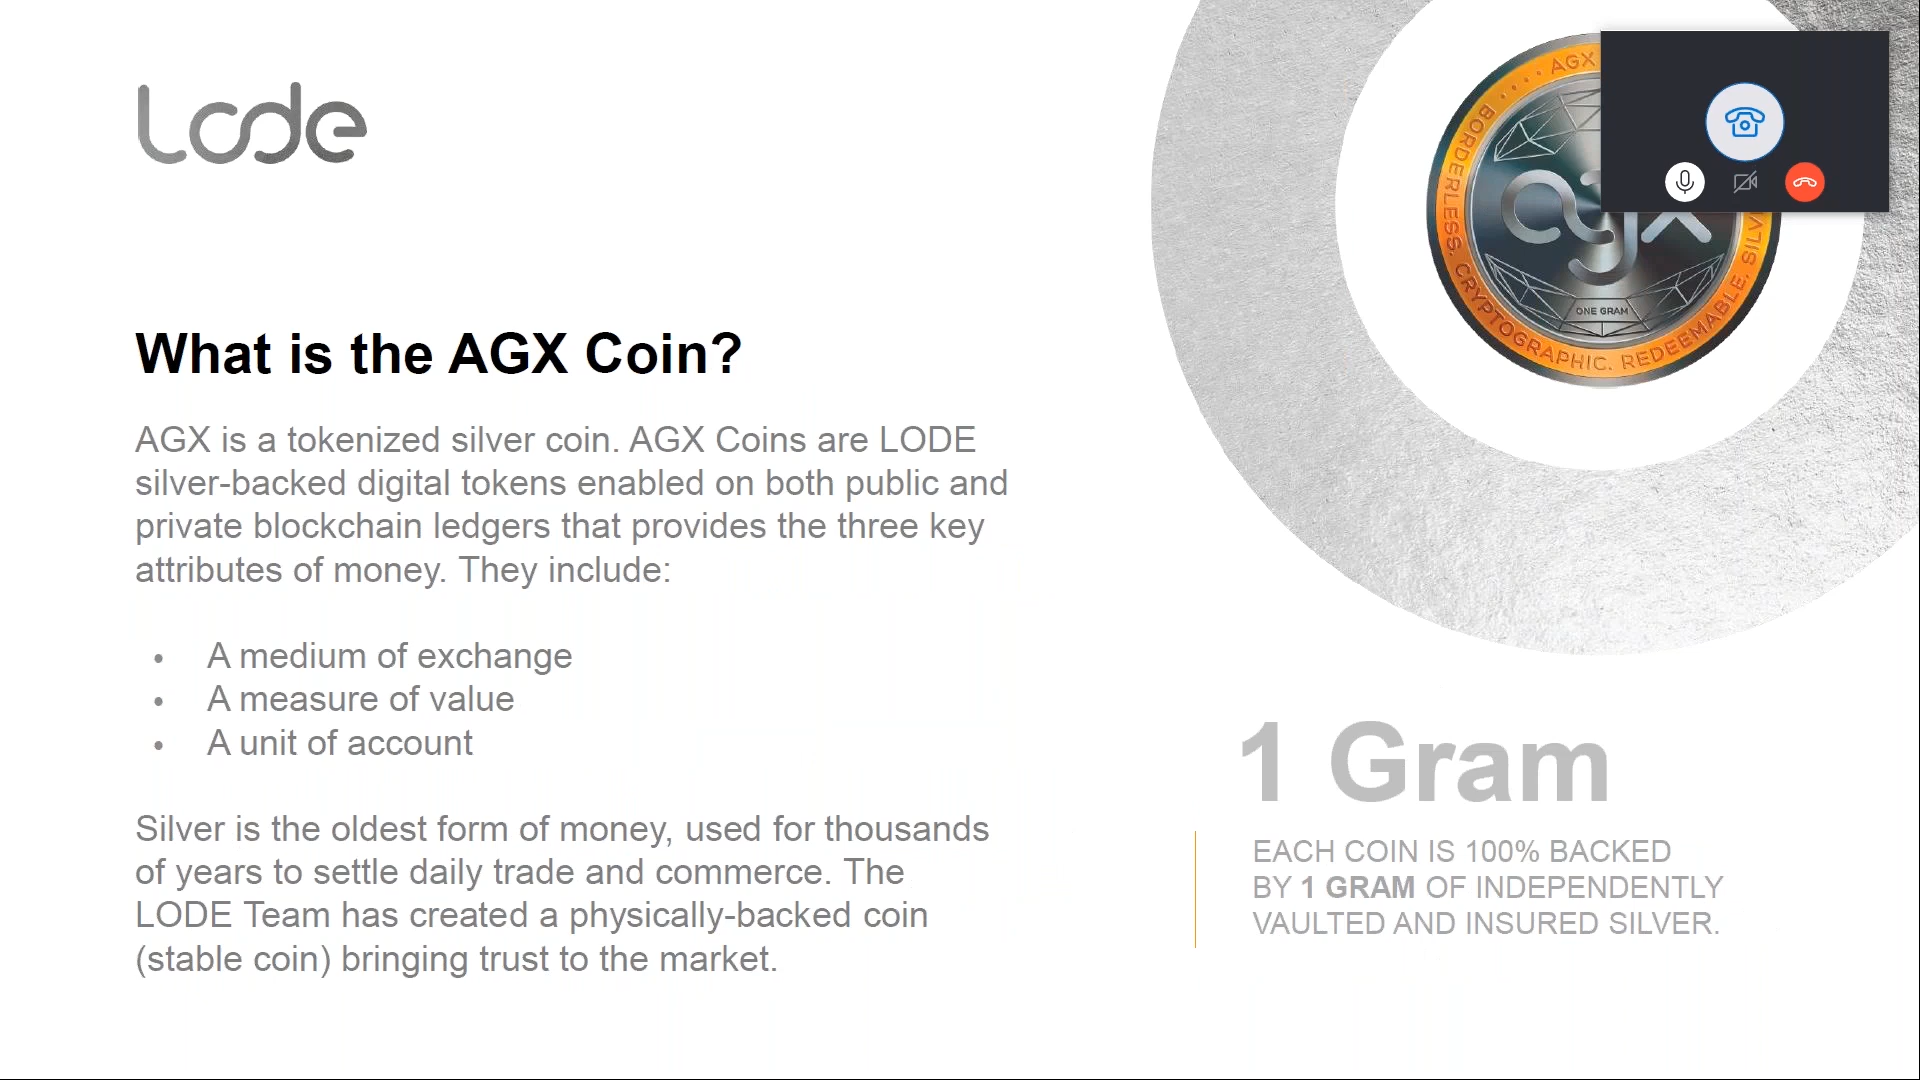 Lode
AGX
BORDERLESS. CRYPTOGRAPHIC. REDEEMABLE.
agx
ONE GRAM
What is the AGX Coin?
AGX is a tokenized silver coin. AGX Coins are LODE
silver-backed digital tokens enabled on both public and
private blockchain ledgers that provides the three key
attributes of money. They include:
• A medium of exchange
• A measure of value
• A unit of account
Silver is the oldest form of money, used for thousands
of years to settle daily trade and commerce. The
LODE Team has created a physically-backed coin
(stable coin) bringing trust to the market.
1 Gram
EACH COIN IS 100% BACKED
BY 1 GRAM OF INDEPENDENTLY
VAULTED AND INSURED SILVER.